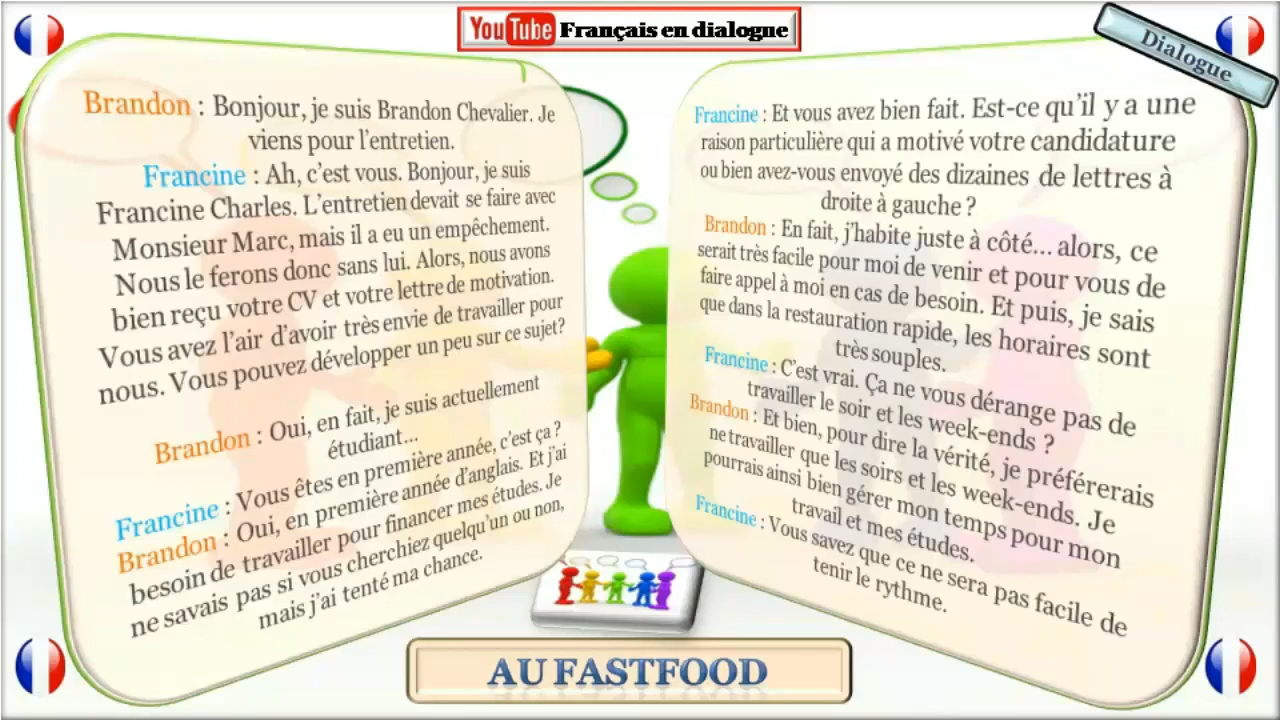 YouTube Français en dialogue
Dialogue
Brandon : Bonjour, je suis Brandon Chevalier. Je
viens pour l'entretien.
Francine : Ah, c'est vous. Bonjour, je suis
Francine Charles. L'entretien devait se faire avec
Monsieur Marc, mais il a eu un empêchement.
Nous le ferons donc sans lui. Alors, nous avons
bien reçu votre CV et votre lettre de motivation.
Vous avez l'air d'avoir très envie de travailler pour
nous. Vous pouvez développer un peu sur ce sujet?
Brandon : Oui, en fait, je suis actuellement
étudiant...
Francine : Vous êtes en première année, c'est ça ?
Brandon : Oui, en première année d'anglais. Et j'ai
besoin de travailler pour financer mes études. Je
ne savais pas si vous cherchiez quelqu'un ou non,
mais j'ai tenté ma chance.
Francine : Et vous avez bien fait. Est-ce qu'il y a une
raison particulière qui a motivé votre candidature
ou bien avez-vous envoyé des dizaines de lettres à
droite à gauche ?
Brandon : En fait, j'habite juste à côté... alors, ce
serait très facile pour moi de venir et pour vous de
faire appel à moi en cas de besoin. Et puis, je sais
que dans la restauration rapide, les horaires sont
très souples.
Francine : C'est vrai. Ça ne vous dérange pas de
travailler le soir et les week-ends ?
Brandon : Et bien, pour dire la vérité, je préférerais
ne travailler que les soirs et les week-ends. Je
pourrais ainsi bien gérer mon temps pour mon
travail et mes études.
Francine : Vous savez que ce ne sera pas facile de
tenir le rythme.
AU FASTFOOD